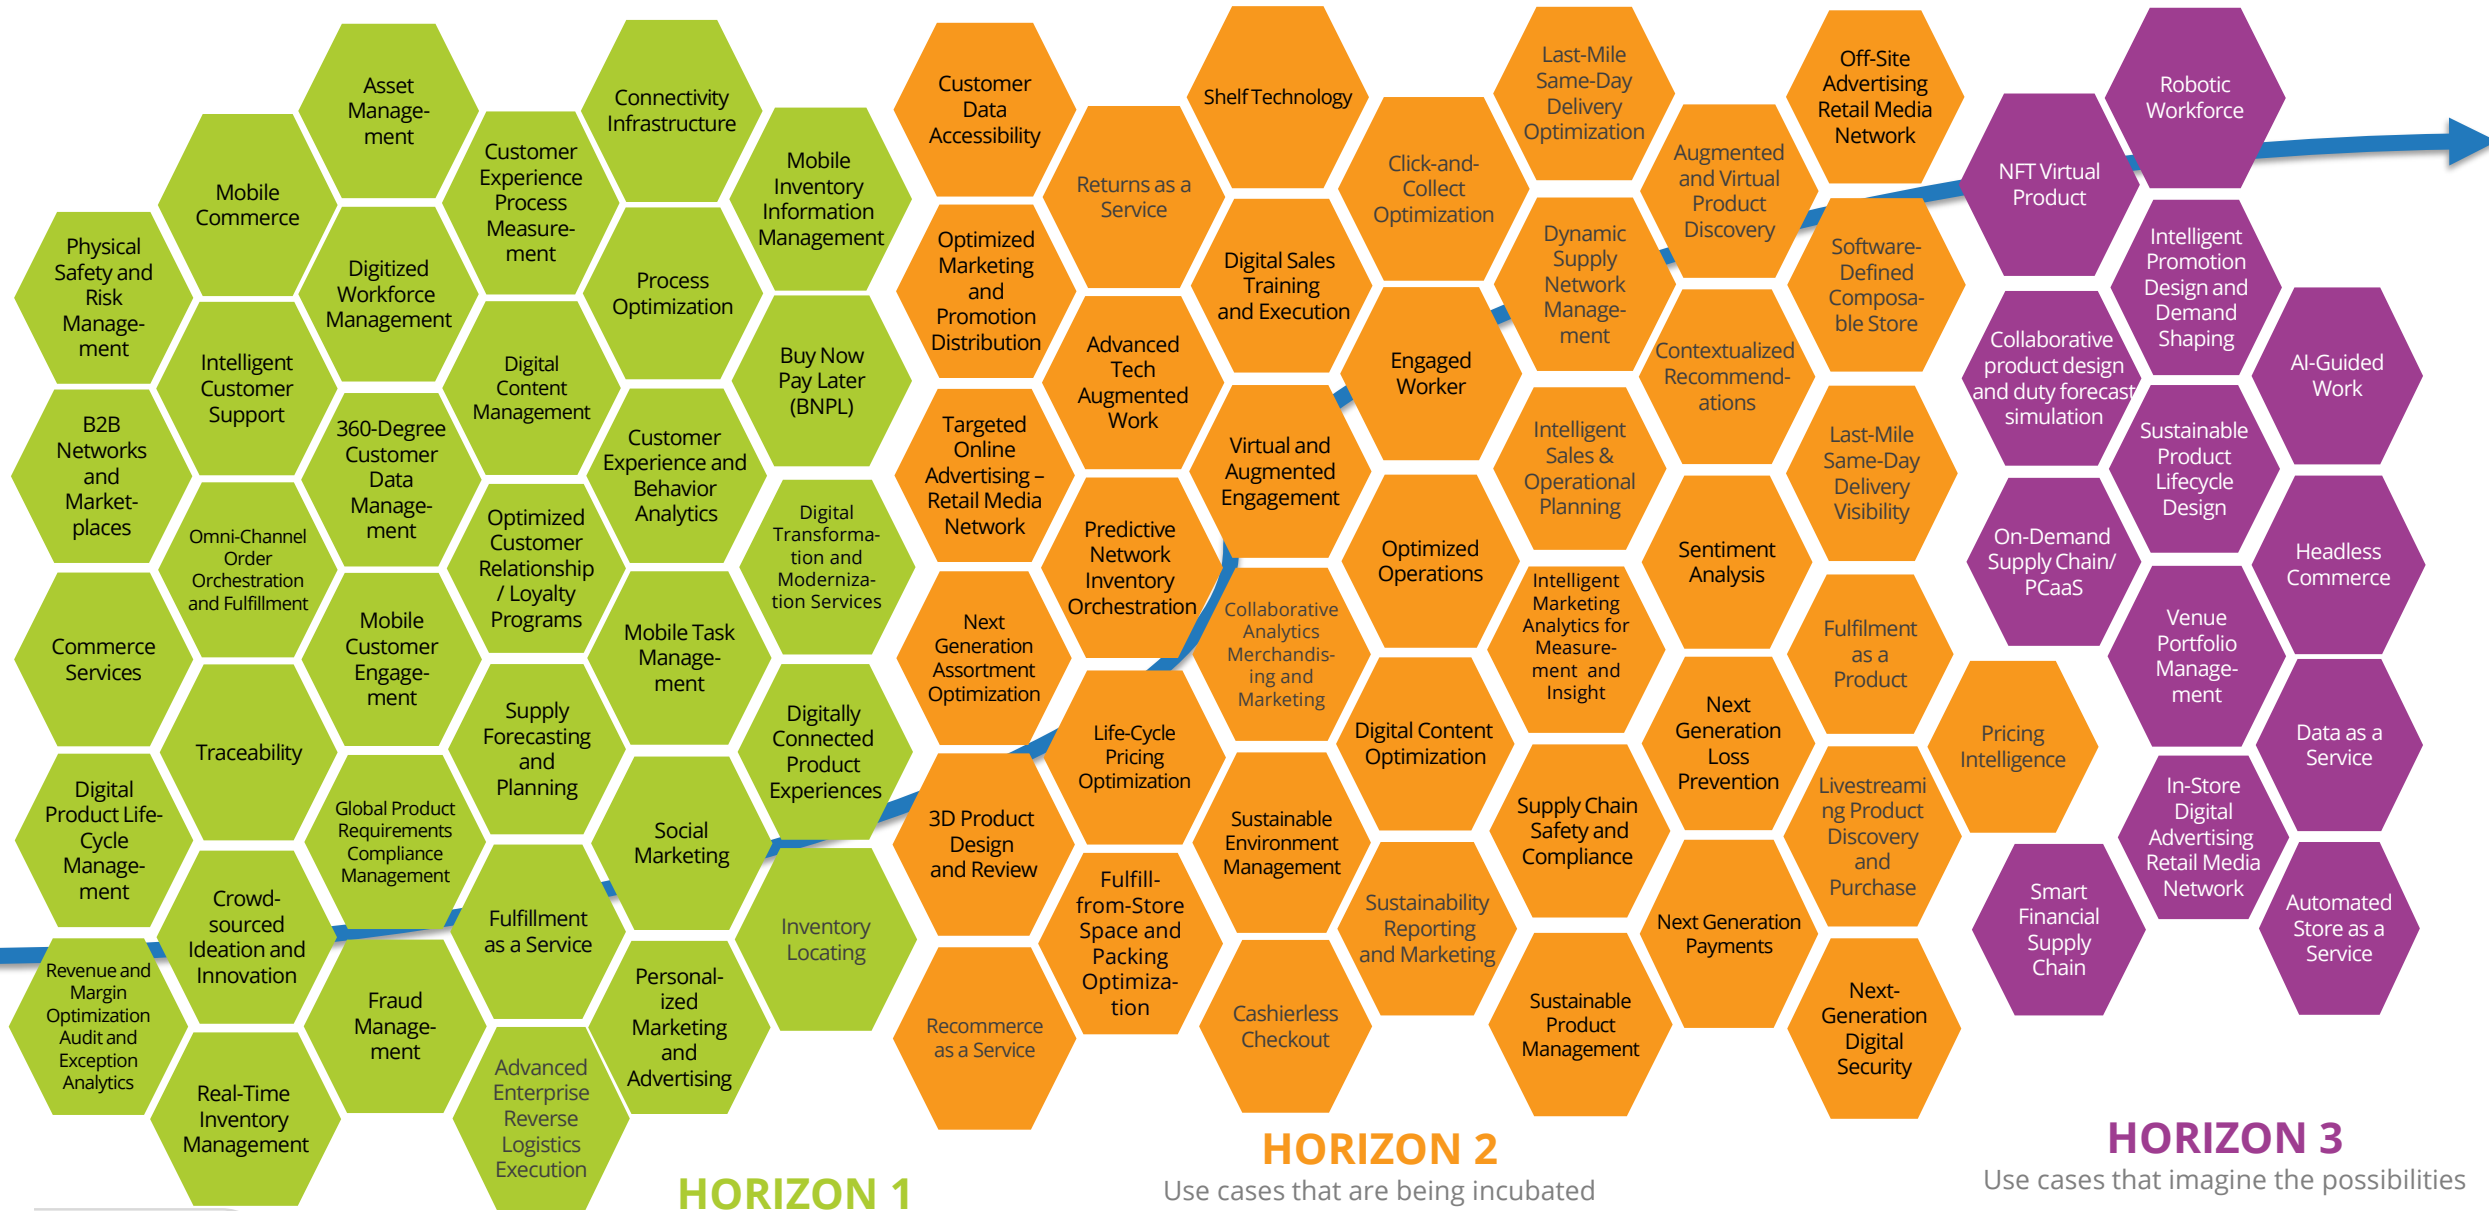 Physical
Safety and
Risk
Manage-
ment
B2B
Networks
and
Market-
places
Commerce
Services
Digital
Product Life-
Cycle
Manage-
ment
Revenue and
Margin
Optimization
Audit and
Exception
Analytics
Mobile
Commerce
Intelligent
Customer
Support
Omni-Channel
Order
Orchestration
and Fulfillment
Traceability
Crowd-
sourced
Ideation and
Innovation
Real-Time
Inventory
Management
Asset
Manage-
ment
Digitized
Workforce
Management
360-Degree
Customer
Data
Manage-
ment
Mobile
Customer
Engage-
ment
Global Product
Requirements
Compliance
Management
Fraud
Manage-
ment
Customer
Experience
Process
Measure-
ment
Digital
Content
Management
Optimized
Customer
Relationship
/ Loyalty
Programs
Supply
Forecasting
and
Planning
Fulfillment
as a Service
Advanced
Enterprise
Reverse
Logistics
Execution
Connectivity
Infrastructure
Process
Optimization
Customer
Experience and
Behavior
Analytics
Mobile Task
Manage-
ment
Social
Marketing
Personal-
ized
Marketing
and
Advertising
Mobile
Inventory
Information
Management
Buy Now
Pay Later
(BNPL)
Digital
Transforma-
tion and
Moderniza-
tion Services
Digitally
Connected
Product
Experiences
Inventory
Locating
HORIZON 1
Customer
Data
Accessibility
Optimized
Marketing
and
Promotion
Distribution
Targeted
Online
Advertising –
Retail Media
Network
Next
Generation
Assortment
Optimization
3D Product
Design
and Review
Recommerce
as a Service
Returns as a
Service
Advanced
Tech
Augmented
Work
Predictive
Network
Inventory
Orchestration
Life-Cycle
Pricing
Optimization
Fulfill-
from-Store
Space and
Packing
Optimiza-
tion
Shelf Technology
Digital Sales
Training
and Execution
Virtual and
Augmented
Engagement
Collaborative
Analytics
Merchandis-
ing and
Marketing
Sustainable
Environment
Management
Cashierless
Checkout
Click-and-
Collect
Optimization
Engaged
Worker
Optimized
Operations
Digital Content
Optimization
Sustainability
Reporting
and Marketing
Last-Mile
Same-Day
Delivery
Optimization
Dynamic
Supply
Network
Manage-
ment
Intelligent
Sales &
Operational
Planning
Intelligent
Marketing
Analytics for
Measure-
ment and
Insight
Supply Chain
Safety and
Compliance
Sustainable
Product
Management
Augmented
and Virtual
Product
Discovery
Contextualized
Recommend-
ations
Sentiment
Analysis
Next
Generation
Loss
Prevention
Next Generation
Payments
Off-Site
Advertising
Retail Media
Network
Software-
Defined
Composa-
ble Store
Last-Mile
Same-Day
Delivery
Visibility
Fulfilment
as a
Product
Livestreami
ng Product
Discovery
and
Purchase
Next-
Generation
Digital
Security
Pricing
Intelligence
HORIZON 2
Use cases that are being incubated
NFT Virtual
Product
Collaborative
product design
and duty forecast
simulation
On-Demand
Supply Chain/
PCaaS
Smart
Financial
Supply
Chain
Robotic
Workforce
Intelligent
Promotion
Design and
Demand
Shaping
Sustainable
Product
Lifecycle
Design
Venue
Portfolio
Manage-
ment
In-Store
Digital
Advertising
Retail Media
Network
AI-Guided
Work
Headless
Commerce
Data as a
Service
Automated
Store as a
Service
HORIZON 3
Use cases that imagine the possibilities